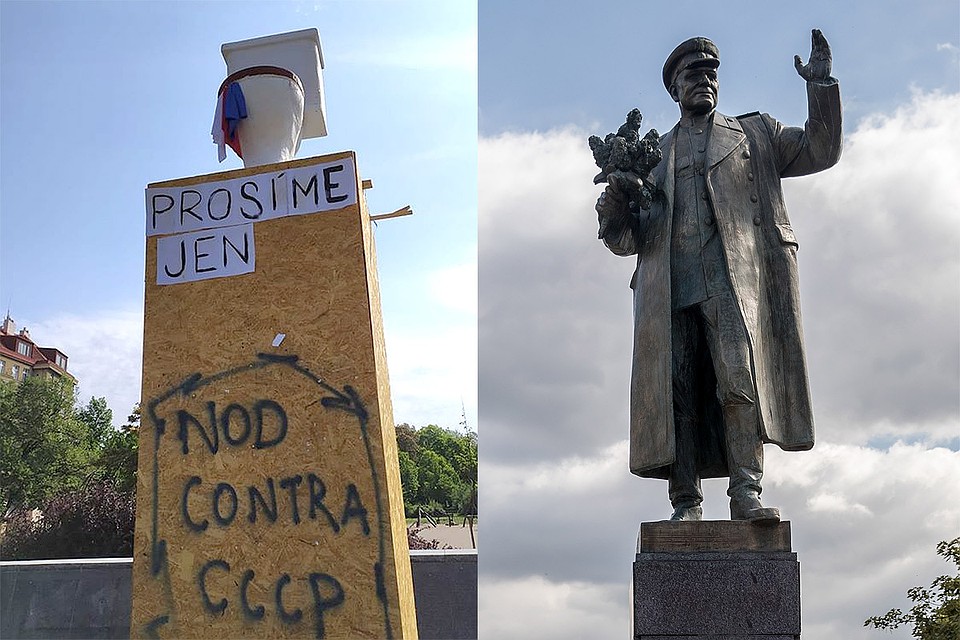 PROSÍME
JEN
NOD
CONTRA
CCCP